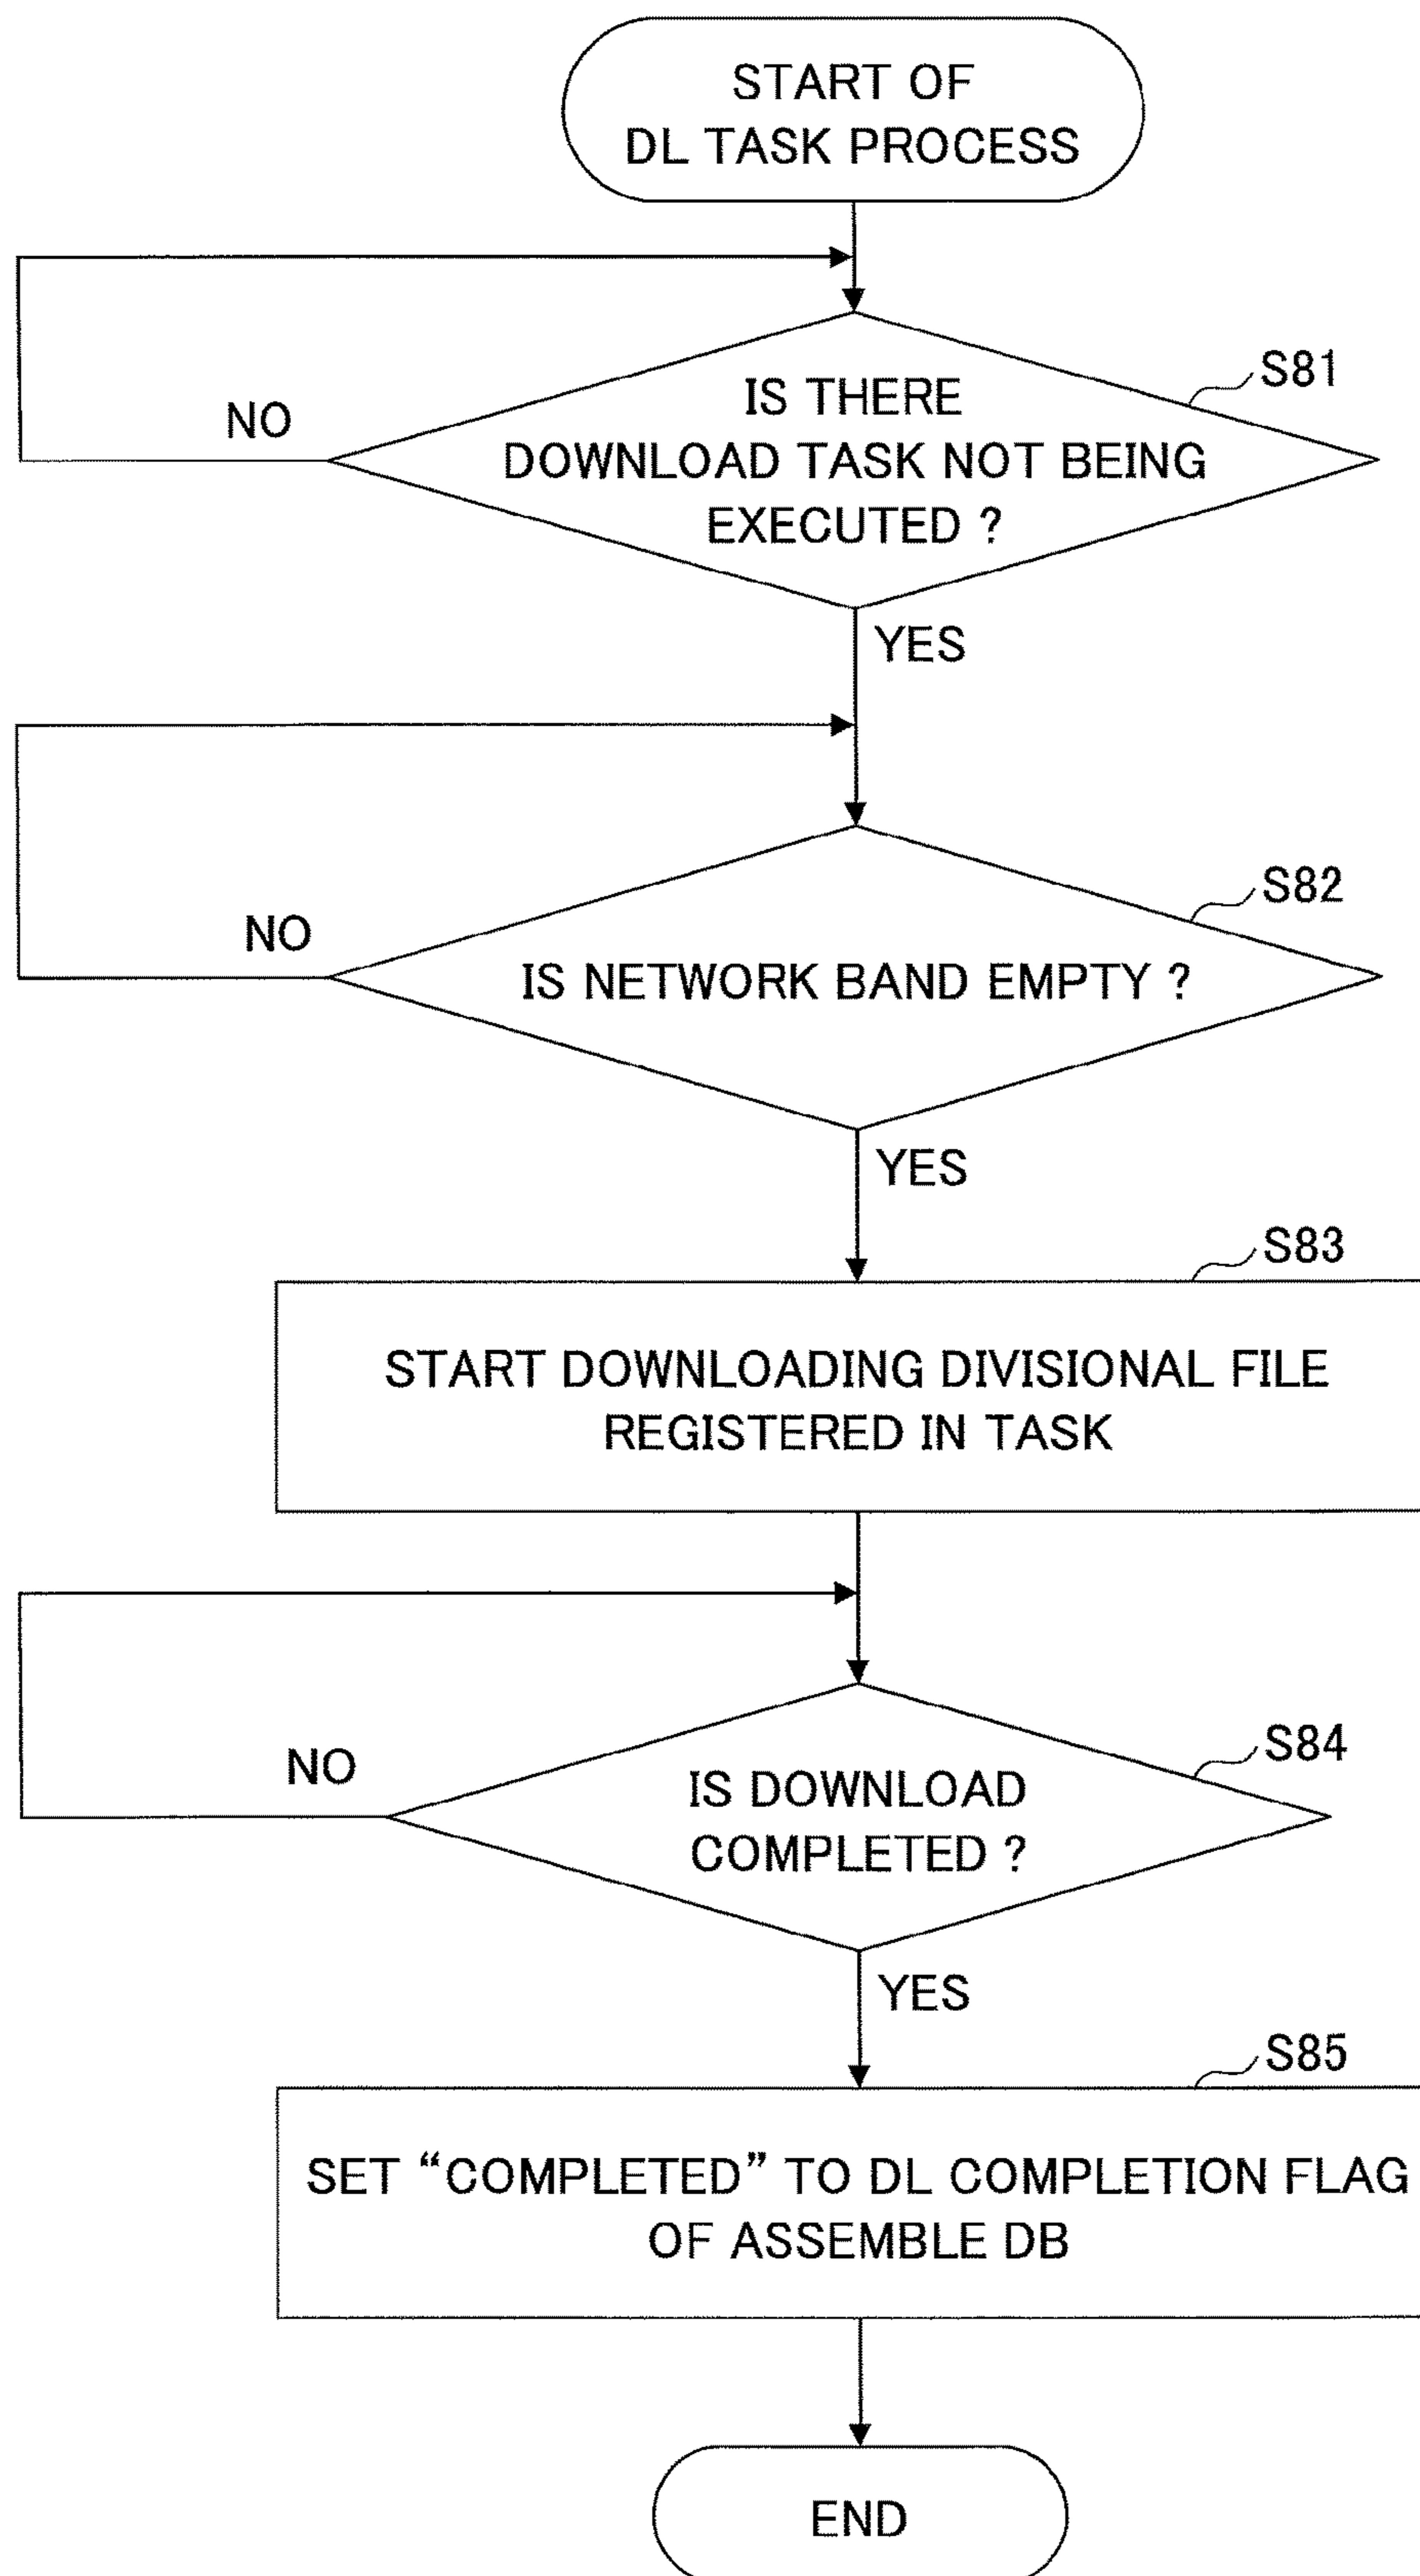 START OF
DL TASK PROCESS
S81
IS THERE
DOWNLOAD TASK NOT BEING
EXECUTED ?
NO
YES
S82
NO
IS NETWORK BAND EMPTY ?
YES
S83
START DOWNLOADING DIVISIONAL FILE
REGISTERED IN TASK
S84
NO
IS DOWNLOAD
COMPLETED ?
YES
S85
SET “COMPLETED” TO DL COMPLETION FLAG
OF ASSEMBLE DB
END